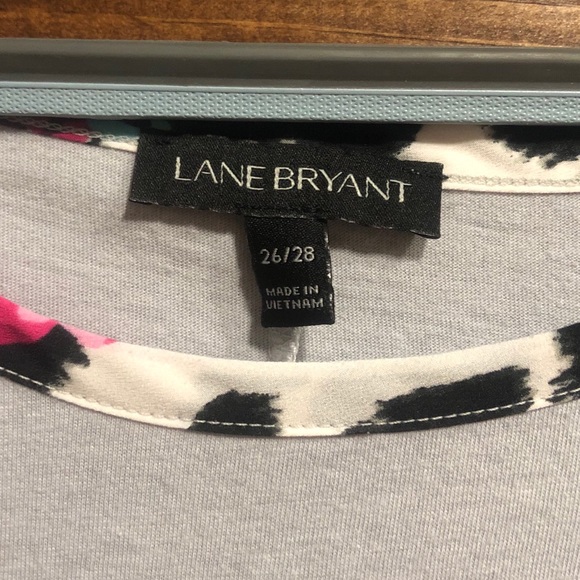 LANE BRYANT
26/28
MADE IN
VIETNAM